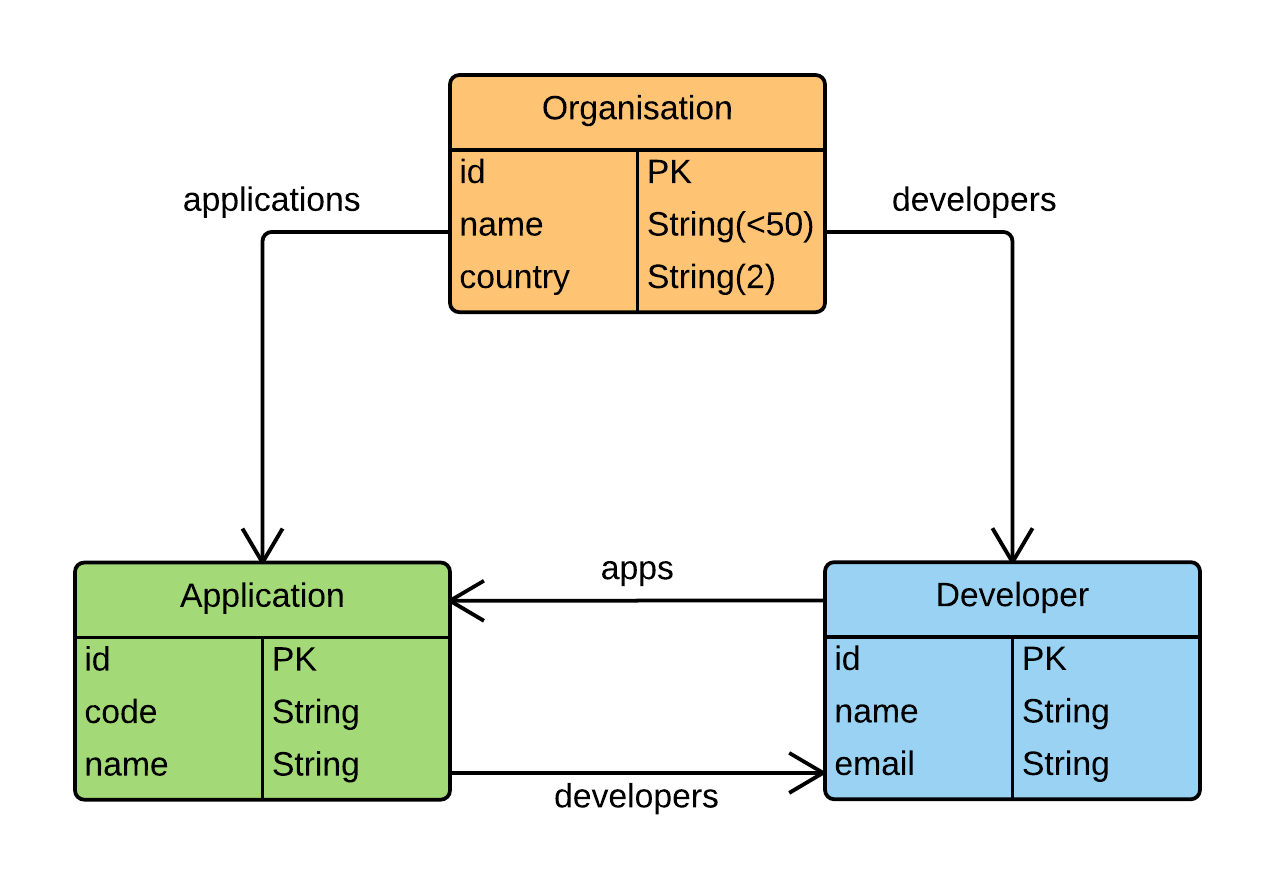 Organisation
id PK
name String(<50)
country String(2)
applications
developers
apps
Application
id PK
code String
name String
Developer
id PK
name String
email String
developers